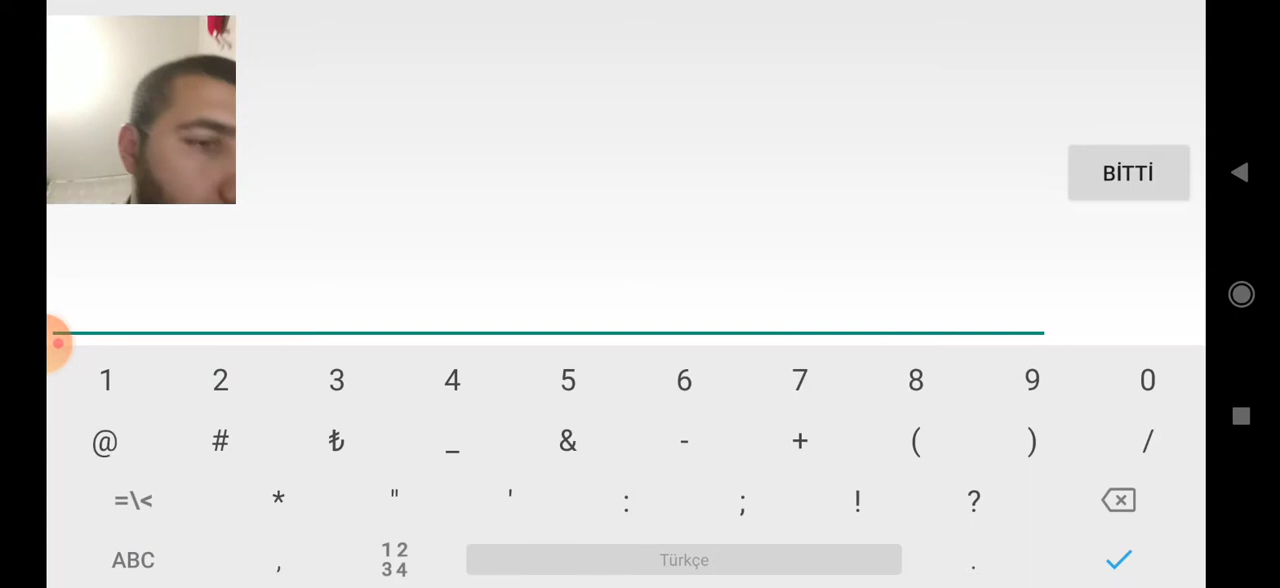 BİTTİ
1 2 3 4 5 6 7 8 9 0
@ # ₺ _ & - + ( ) /
=\< * " ' : ; ! ?
ABC , 12 34 Türkçe .